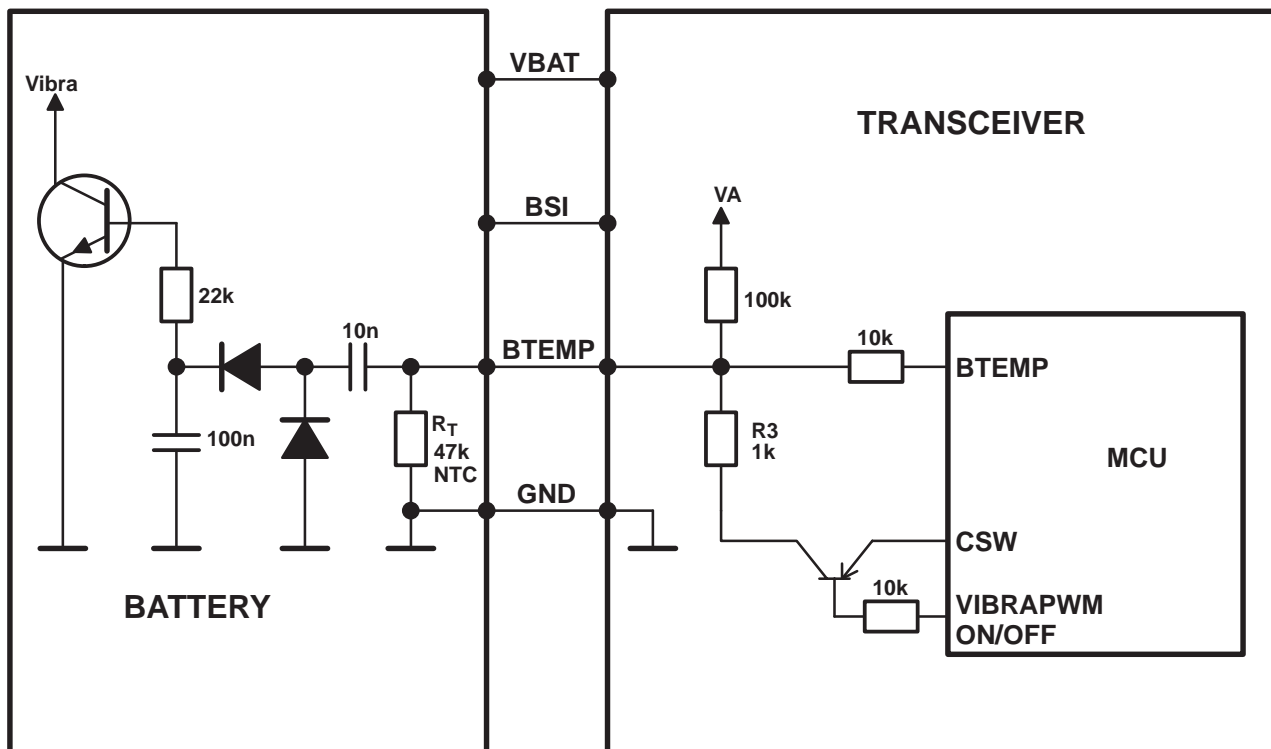 VBAT
Vibra
TRANSCEIVER
VA
BSI
22k
100k
10n
10k
BTEMP
BTEMP
100n
RT
47k
NTC
R3
1k
MCU
GND
CSW
10k
VIBRAPWM
ON/OFF
BATTERY